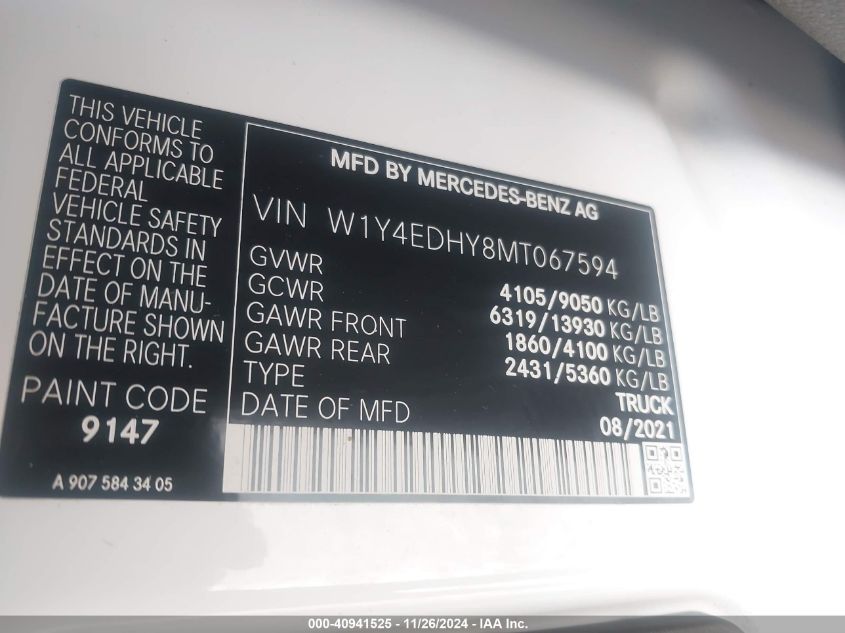 THIS VEHICLE
CONFORMS TO
ALL APPLICABLE
FEDERAL
VEHICLE SAFETY
STANDARDS IN
EFFECT ON THE
DATE OF MANU-
FACTURE SHOWN
ON THE RIGHT.
PAINT CODE
9147
A 907 584 34 05
MFD BY MERCEDES-BENZ AG
VIN W1Y4EDHY8MT067594
GVWR 4105/9050 KG/LB
GCWR 6319/13930 KG/LB
GAWR FRONT 1860/4100 KG/LB
GAWR REAR 2431/5360 KG/LB
TYPE TRUCK
DATE OF MFD 08/2021
000-40941525 - 11/26/2024 - IAA Inc.